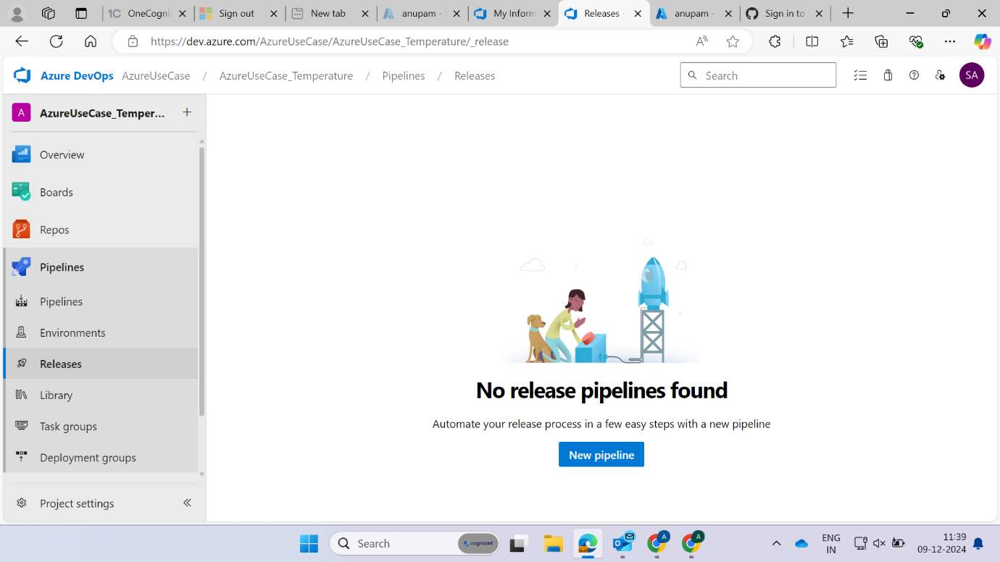 OneCogniz
Sign out
New tab
anupam -
My Inform
Releases -
anupam -
Sign in to
https://dev.azure.com/AzureUseCase/AzureUseCase_Temperature/_release
Azure DevOps AzureUseCase / AzureUseCase_Temperature / Pipelines / Releases
Search
SA
A AzureUseCase_Temper...
Overview
Boards
Repos
Pipelines
Pipelines
Environments
Releases
Library
Task groups
Deployment groups
Project settings
No release pipelines found
Automate your release process in a few easy steps with a new pipeline
New pipeline
Search
cognizant
A
A
ENG
IN
11:39
09-12-2024